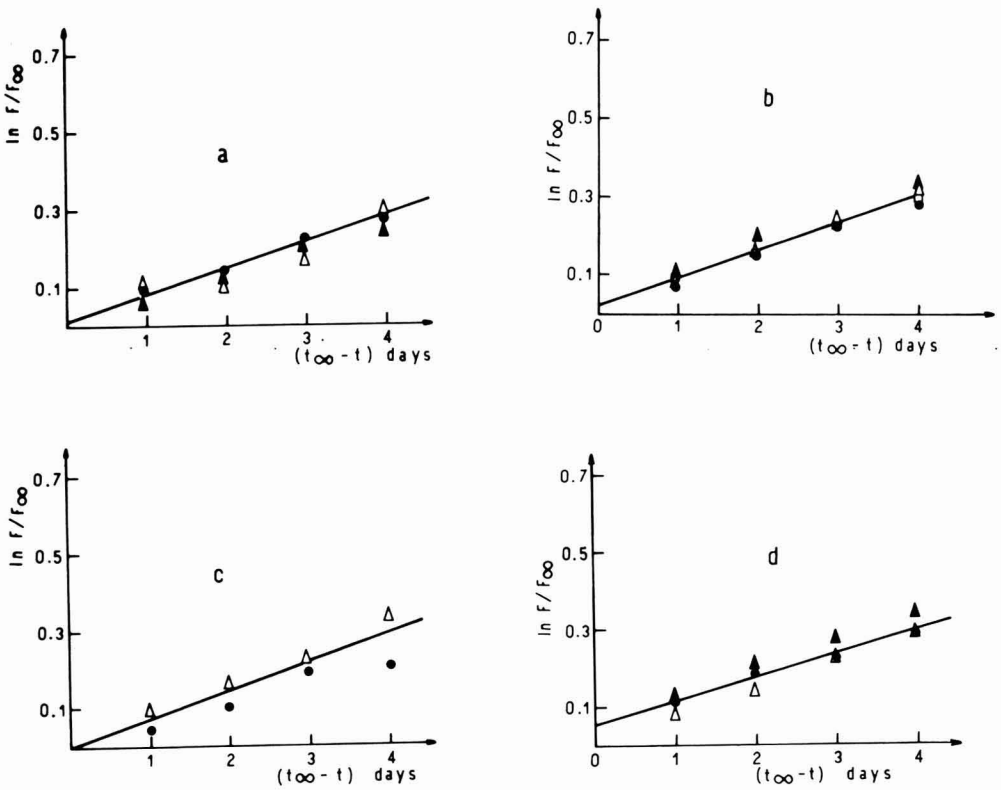 ln F/F∞
0.7
0.5
0.3
0.1
a
1 2 3 4
(t∞ - t) days
ln F/F∞
0.7
0.5
0.3
0.1
b
0 1 2 3 4
(t∞ - t) days
ln F/F∞
0.7
0.5
0.3
0.1
c
1 2 3 4
(t∞ - t) days
ln F/F∞
0.7
0.5
0.3
0.1
d
0 1 2 3 4
(t∞ - t) days